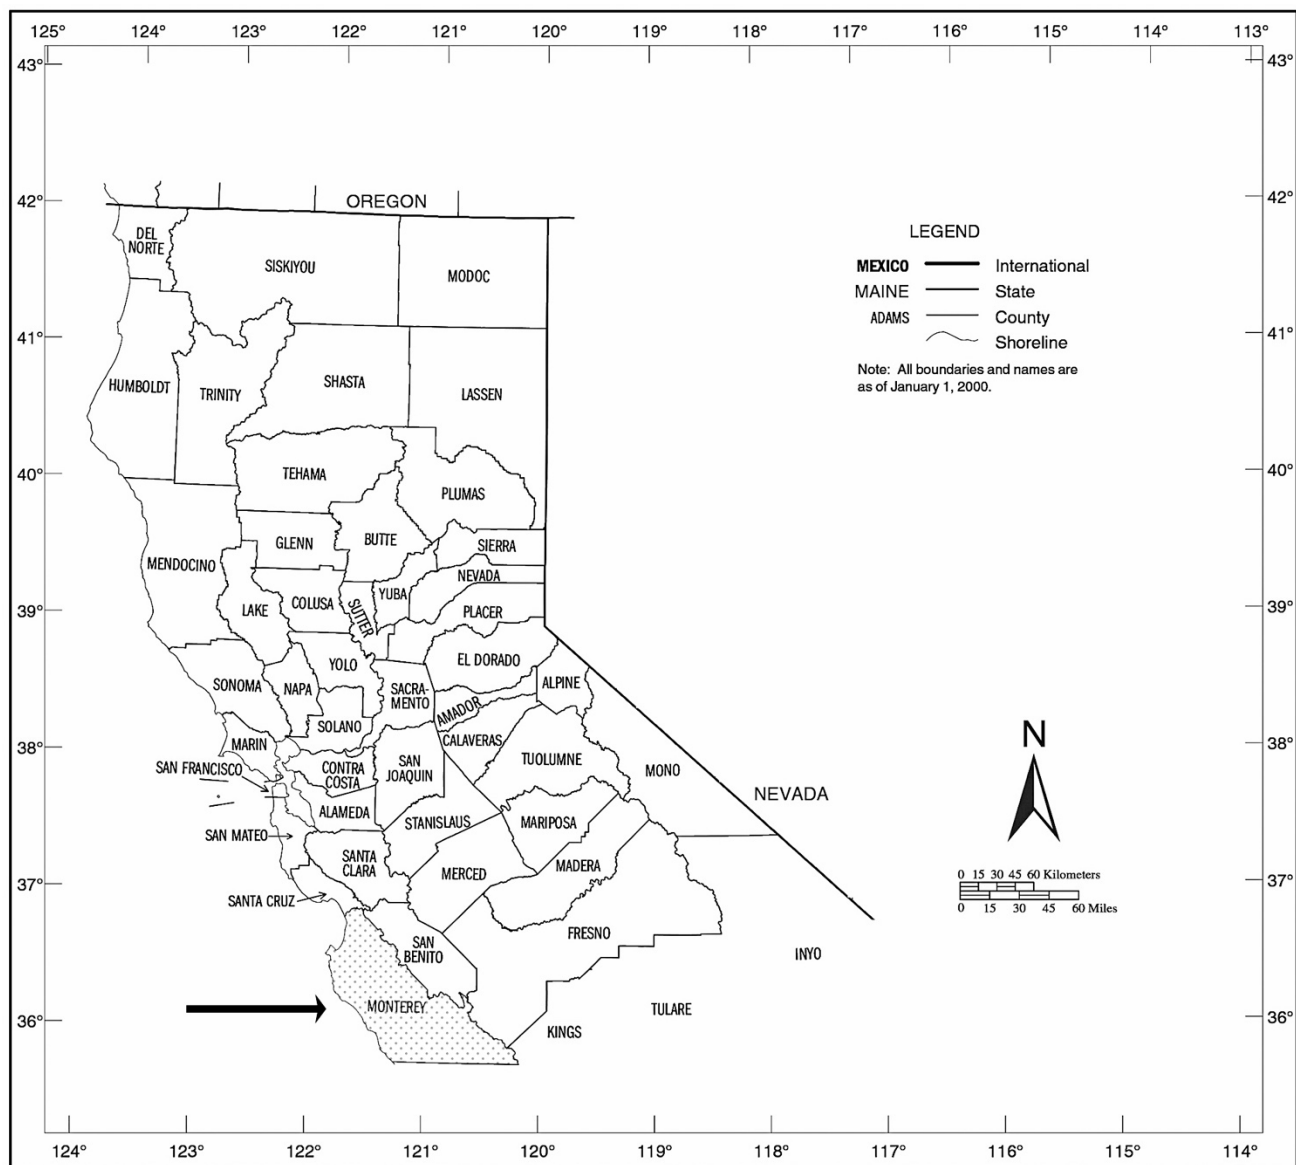 125° 124° 123° 122° 121° 120° 119° 118° 117° 116° 115° 114° 113°
43° 43°
42° 42°
OREGON
DEL
NORTE
SISKIYOU
MODOC
LEGEND
MEXICO International
MAINE State
ADAMS County
Shoreline
Note: All boundaries and names are
as of January 1, 2000.
41° 41°
HUMBOLDT
TRINITY
SHASTA
LASSEN
40° 40°
TEHAMA
PLUMAS
GLENN
BUTTE
SIERRA
MENDOCINO
NEVADA
LAKE
COLUSA
SUTTER
YUBA
PLACER
39° 39°
SONOMA
NAPA
YOLO
EL DORADO
SACRA-
MENTO
ALPINE
AMADOR
SOLANO
MARIN
CALAVERAS
38° 38°
N
SAN FRANCISCO
CONTRA
COSTA
SAN
JOAQUIN
TUOLUMNE
MONO
NEVADA
ALAMEDA
STANISLAUS
MARIPOSA
SAN MATEO
SANTA
CLARA
MERCED
MADERA
37° 37°
0 15 30 45 60 Kilometers
0 15 30 45 60 Miles
SANTA CRUZ
FRESNO
SAN
BENITO
INYO
MONTEREY
TULARE
KINGS
36° 36°
124° 123° 122° 121° 120° 119° 118° 117° 116° 115° 114°